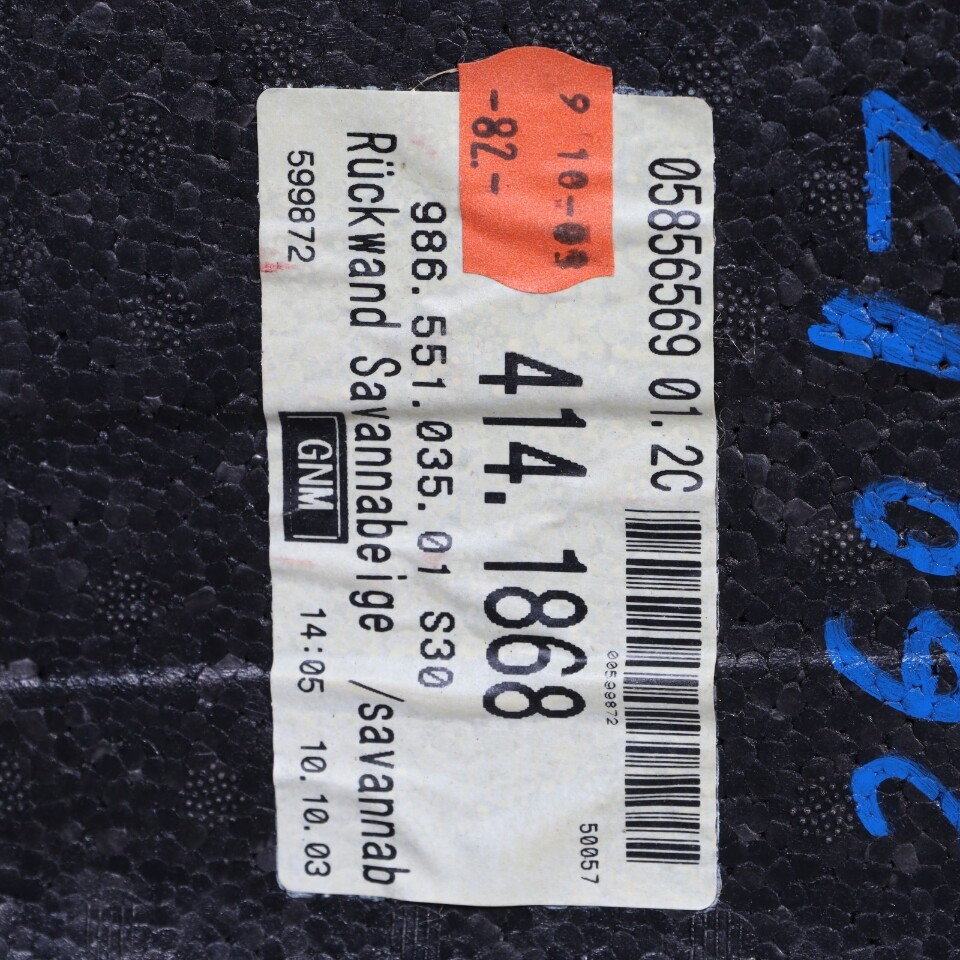 05856569 01.2C
00599872
50057
9 10-03
-82.-
414.1868
986.551.035.01 S30
Rückwand Savannabeige /savannab
599872
GNM
14:05 10.10.03